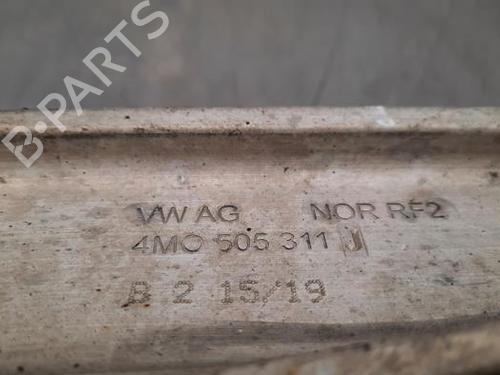 B-PARTS
VW AG NOR RF2
4M0 505 311 J
B 2 15/19